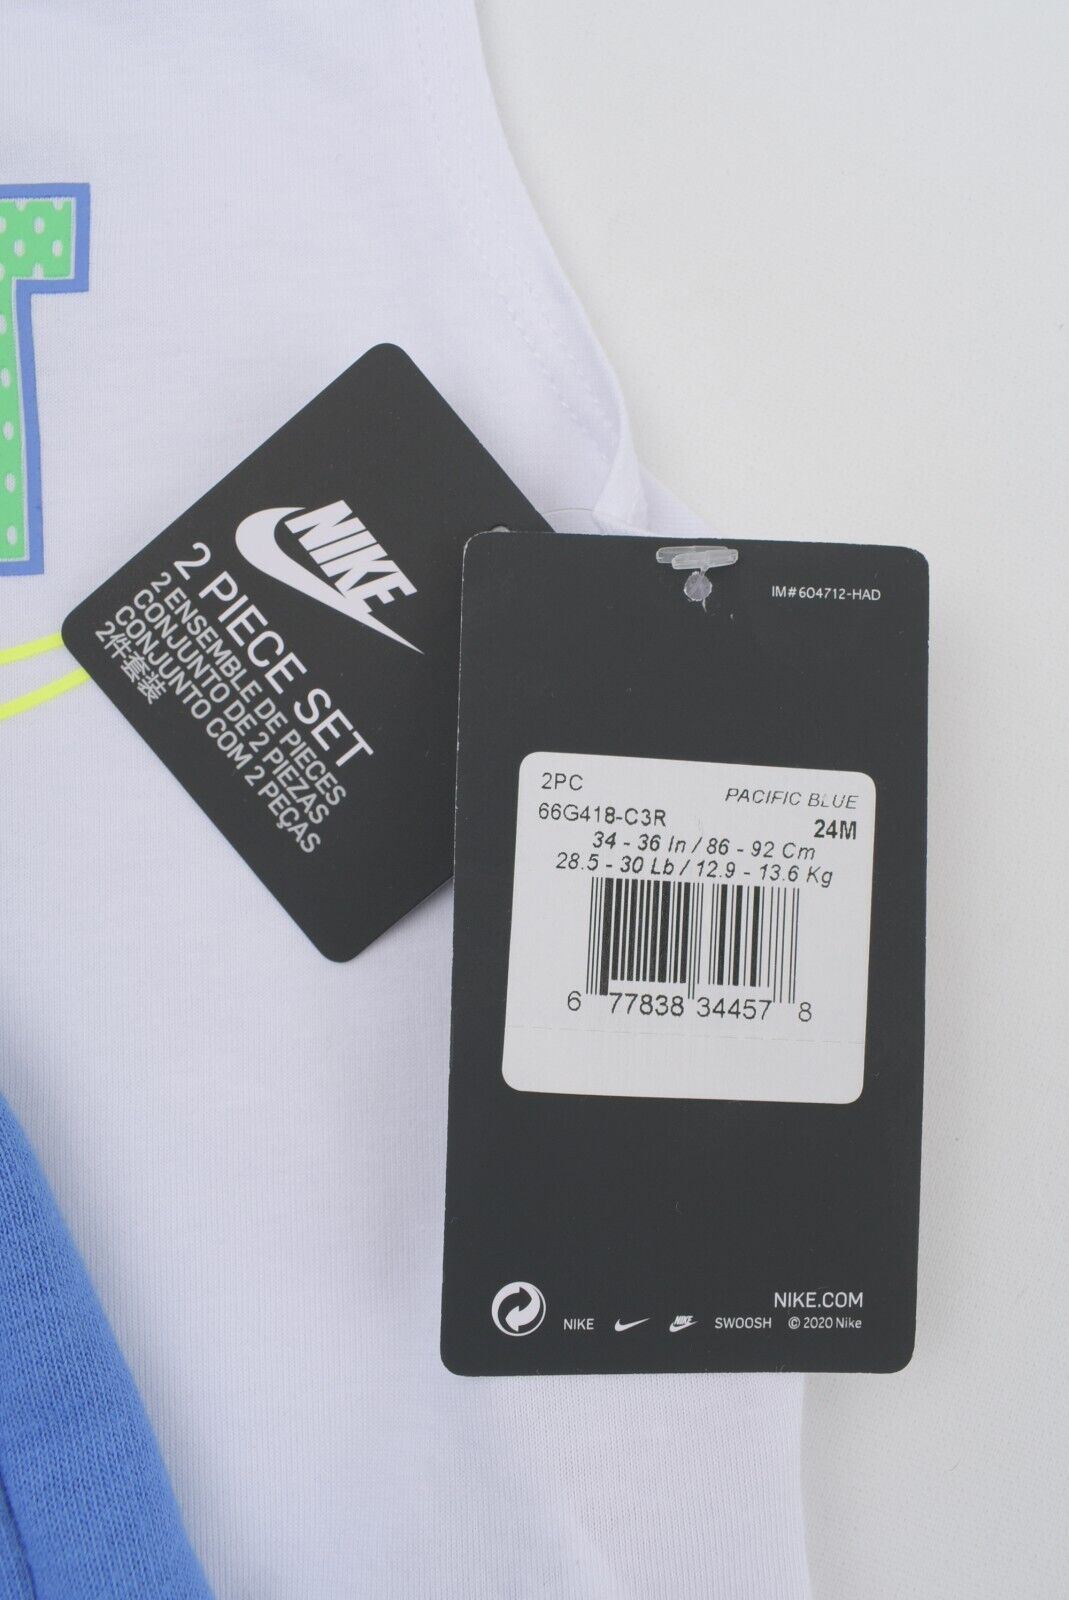 T
NIKE
2 PIECE SET
2 ENSEMBLE DE PIECES
CONJUNTO DE 2 PIEZAS
CONJUNTO COM 2 PEÇAS
2件套装
IM#604712-HAD
2PC
PACIFIC BLUE
66G418-C3R
24M
34 - 36 In / 86 - 92 Cm
28.5 - 30 Lb / 12.9 - 13.6 Kg
6 77838 34457 8
NIKE.COM
NIKE NIKE SWOOSH © 2020 Nike